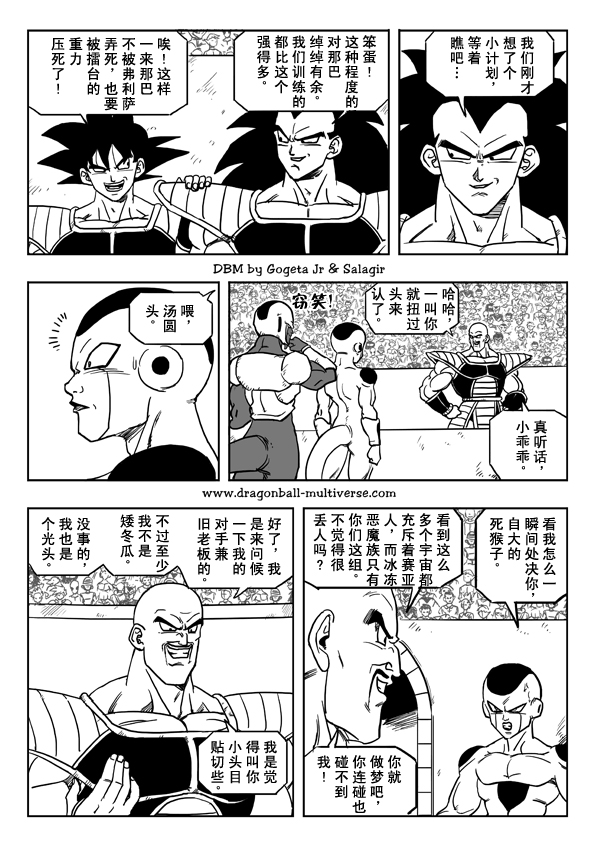 唉！这样
一来那巴
不被弗利萨
弄死，也要
被擂台的
重力
压死了！
笨蛋！
这种程度的
对那巴
绰绰有余。
我们训练的
都比这个
强得多。
我们刚才
想了个
小计划，
等着
瞧吧…
DBM by Gogeta Jr & Salagir
喂，
汤圆
头。
窃笑！
哈哈，
一叫你
就扭过
头来
认了。
真听话，
小乖乖。
www.dragonball-multiverse.com
没事的，
我也是
个光头。
不过至少
我不是
矮冬瓜。
好了，我
是来问候
一下我的
对手兼
旧老板的。
我是觉
得叫你
小头目
贴切些。
看到这么
多个宇宙都
充斥着赛亚
人，而冰冻
恶魔族只有
你们这组。
不觉得很
丢人吗？
看我怎么一
瞬间处决你，
自大的
死猴子。
你就
做梦吧，
你连碰也
碰不到
我！